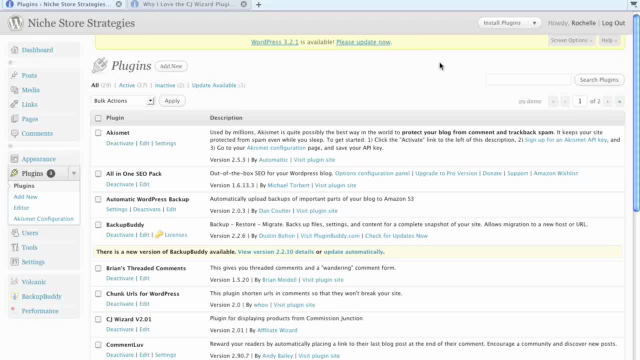 Plugins ‹ Niche Store Strategies...
Why I Love the CJ Wizard Plugi...
Niche Store Strategies
Install Plugins
Howdy, Rochelle | Log Out
WordPress 3.2.1 is available! Please update now.
Screen Options
Help
Dashboard
Posts
Media
Links
Pages
Comments
Appearance
Plugins
Plugins
Add New
Editor
Akismet Configuration
Users
Tools
Settings
Volcanic
BackupBuddy
Performance
Plugins Add New
Search Plugins
All (29) | Active (27) | Inactive (2) | Update Available (3)
Bulk Actions Apply
29 items « ‹ 1 of 2 › »
Plugin Description
Akismet
Deactivate | Edit | Settings
Used by millions, Akismet is quite possibly the best way in the world to protect your blog from comment and trackback spam. It keeps your site
protected from spam even while you sleep. To get started: 1) Click the "Activate" link to the left of this description, 2) Sign up for an Akismet API key, and
3) Go to your Akismet configuration page, and save your API key.
Version 2.5.3 | By Automattic | Visit plugin site
All in One SEO Pack
Deactivate | Edit
Out-of-the-box SEO for your WordPress blog. Options configuration panel | Upgrade to Pro Version | Donate | Support | Amazon Wishlist
Version 1.6.13.3 | By Michael Torbert | Visit plugin site
Automatic WordPress Backup
Settings | Deactivate | Edit
Automatically upload backups of important parts of your blog to Amazon S3
Version 2.0.3 | By Dan Coulter | Visit plugin site
BackupBuddy
Deactivate | Edit | Licenses
Backup - Restore - Migrate. Backs up files, settings, and content for a complete snapshot of your site. Allows migration to a new host or URL.
Version 2.2.6 | By Dustin Bolton | Visit PluginBuddy.com | Check for Updates Now
There is a new version of BackupBuddy available. View version 2.2.10 details or update automatically.
Brian's Threaded Comments
Deactivate | Edit
This gives you threaded comments and a "wandering" comment form.
Version 1.5.20 | By Brian Meidell | Visit plugin site
Chunk Urls for WordPress
Deactivate | Edit
This plugin shortens urls in comments so that they won't break your site.
Version 2.0 | By whoo | Visit plugin site
CJ Wizard V2.01
Deactivate | Edit
Plugin for displaying products from Commission Junction
Version 2.01 | By Affiliate Wizard
CommentLuv
Deactivate | Edit | Settings
Reward your readers by automatically placing a link to their last blog post at the end of their comment. Encourage a community and discover new posts.
Version 2.90.7 | By Andy Bailey | Visit plugin site